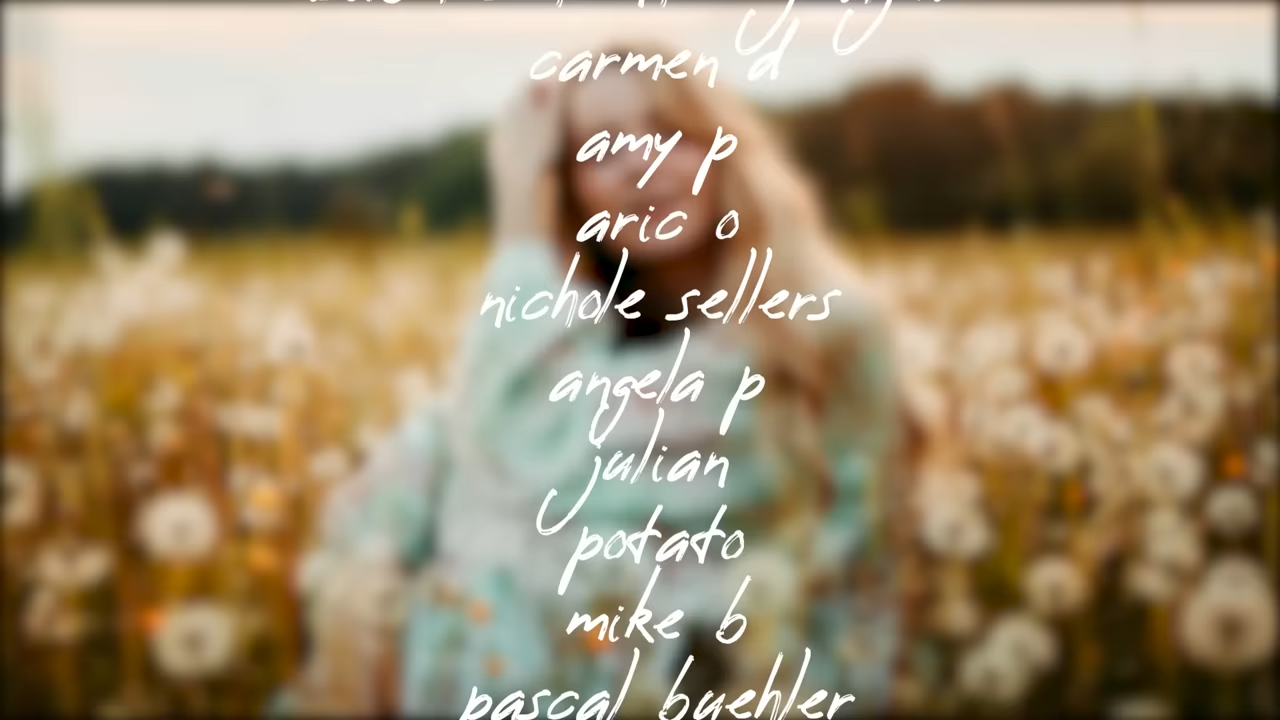 carmen d
amy p
aric o
nichole sellers
angela p
julian
potato
mike b
pascal buehler